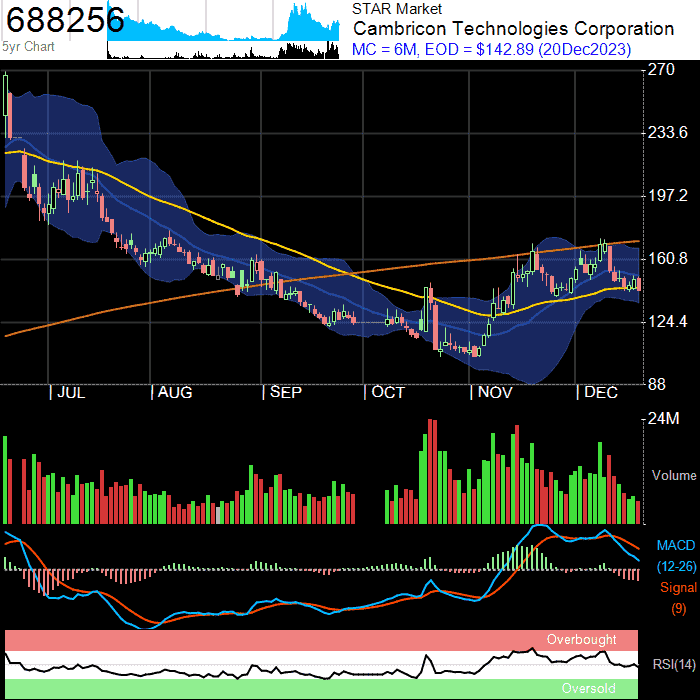 688256
5yr Chart
STAR Market
Cambricon Technologies Corporation
MC = 6M, EOD = $142.89 (20Dec2023)
270
233.6
197.2
160.8
124.4
88
JUL AUG SEP OCT NOV DEC
24M
Volume
MACD
(12-26)
Signal
(9)
Overbought
RSI(14)
Oversold